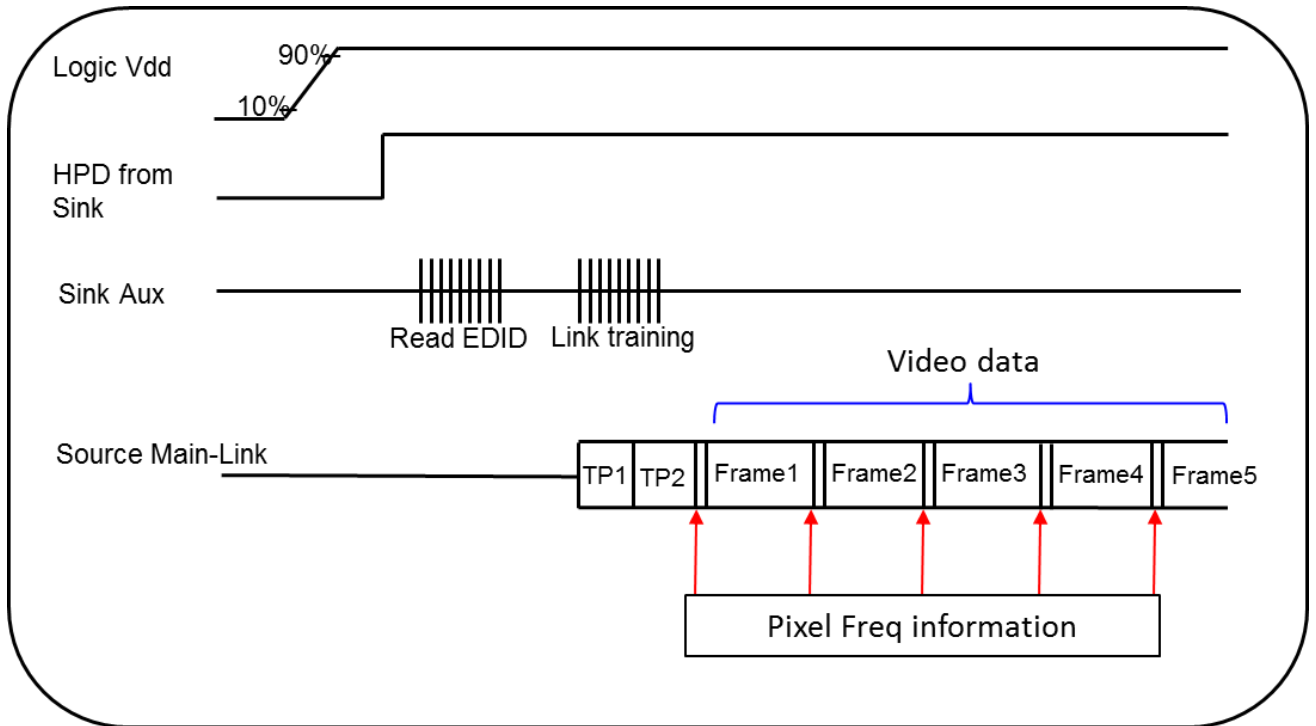 Logic Vdd
90%
10%
HPD from
Sink
Sink Aux
Read EDID
Link training
Video data
Source Main-Link
TP1
TP2
Frame1
Frame2
Frame3
Frame4
Frame5
Pixel Freq information